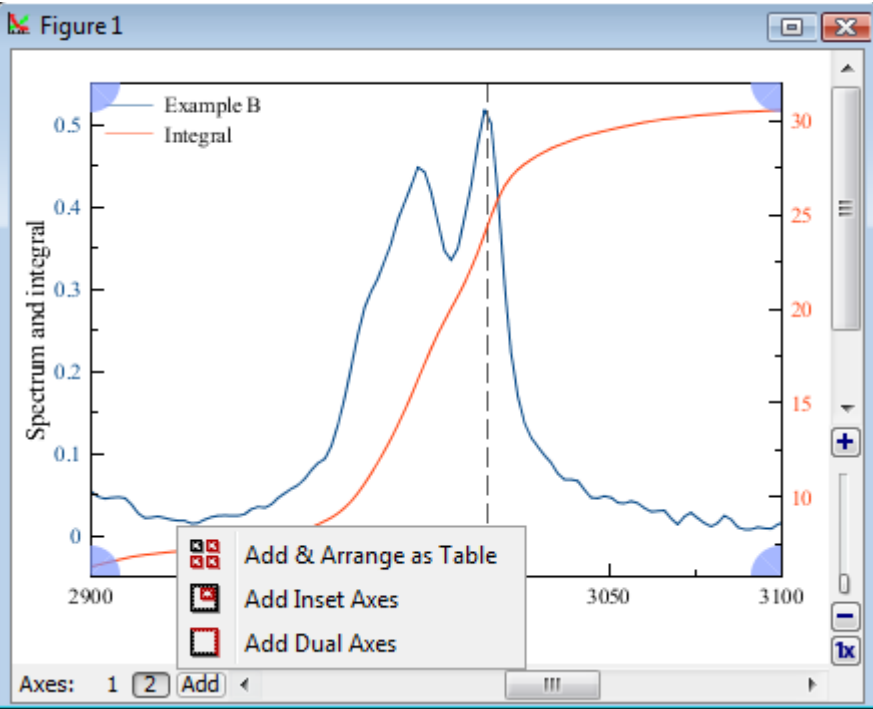 Figure 1
Example B
Integral
0.5
0.4
0.3
0.2
0.1
0
Spectrum and integral
30
25
20
15
10
2900
3050
3100
Add & Arrange as Table
Add Inset Axes
Add Dual Axes
1x
Axes: 1 2 Add